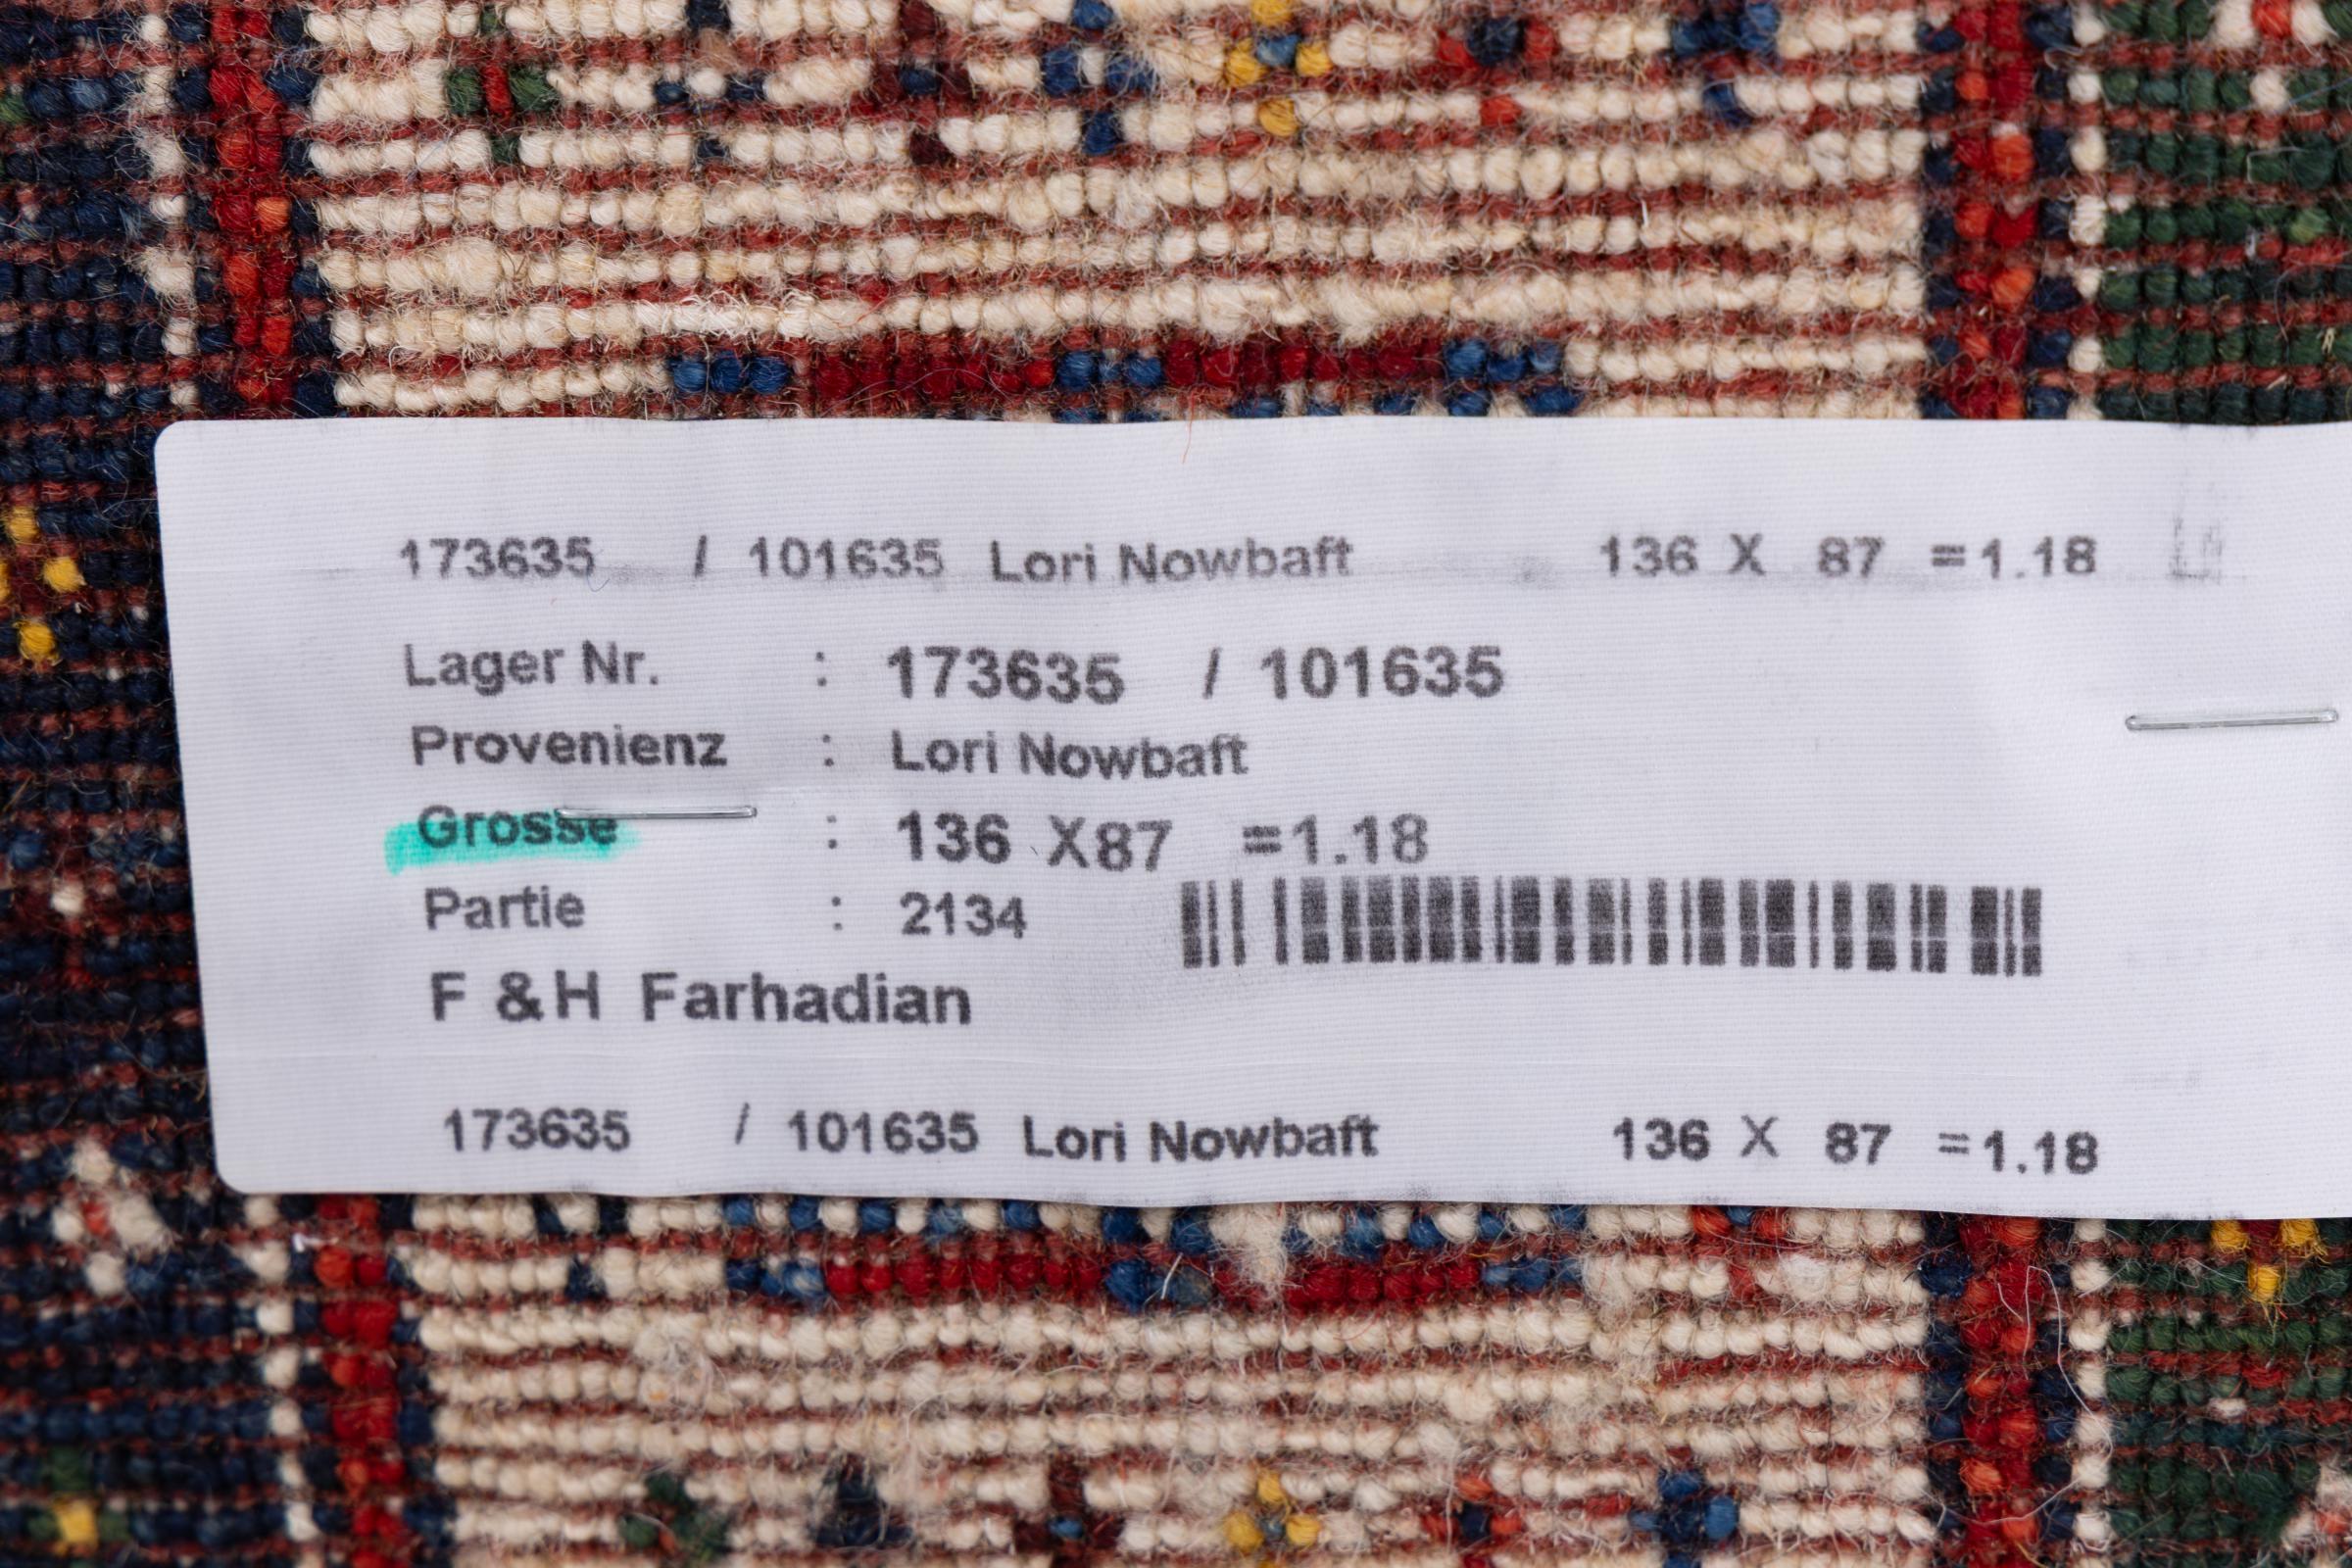 173635 / 101635 Lori Nowbaft 136 X 87 =1.18
Lager Nr. : 173635 / 101635
Provenienz : Lori Nowbaft
Grosse : 136 X87 =1.18
Partie : 2134
F & H Farhadian
173635 / 101635 Lori Nowbaft 136 X 87 =1.18